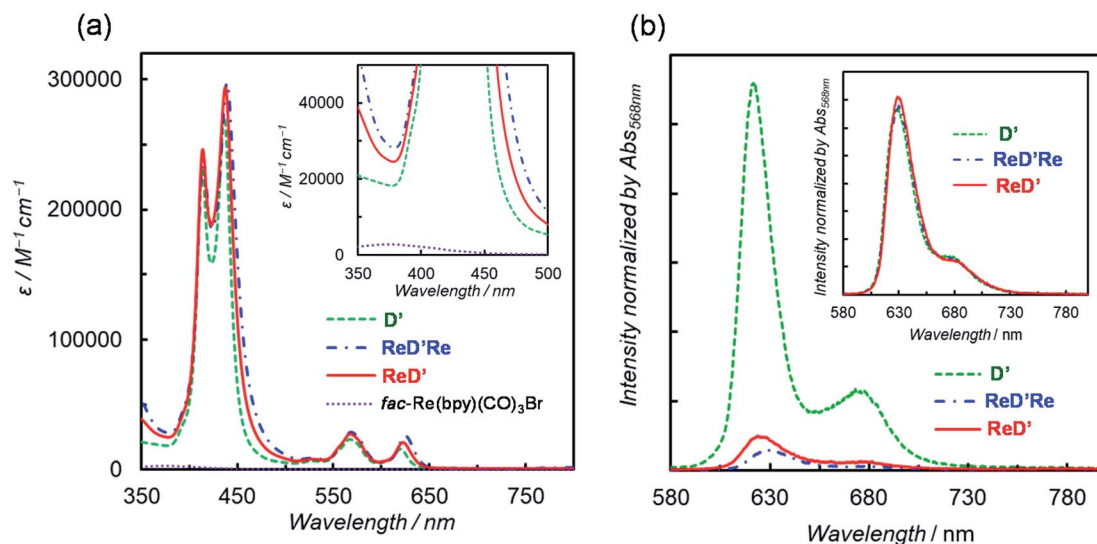 (a)
(b)
300000
200000
100000
0
ε / M⁻¹ cm⁻¹
350 450 550 650 750
Wavelength / nm
40000
20000
0
ε / M⁻¹ cm⁻¹
350 400 450 500
Wavelength / nm
D'
ReD'Re
ReD'
fac-Re(bpy)(CO)₃Br
Intensity normalized by Abs₅₆₈ₙₘ
580 630 680 730 780
Wavelength / nm
Intensity normalized by Abs₅₆₈ₙₘ
D'
ReD'Re
ReD'
580 630 680 730 780
Wavelength / nm
D'
ReD'Re
ReD'